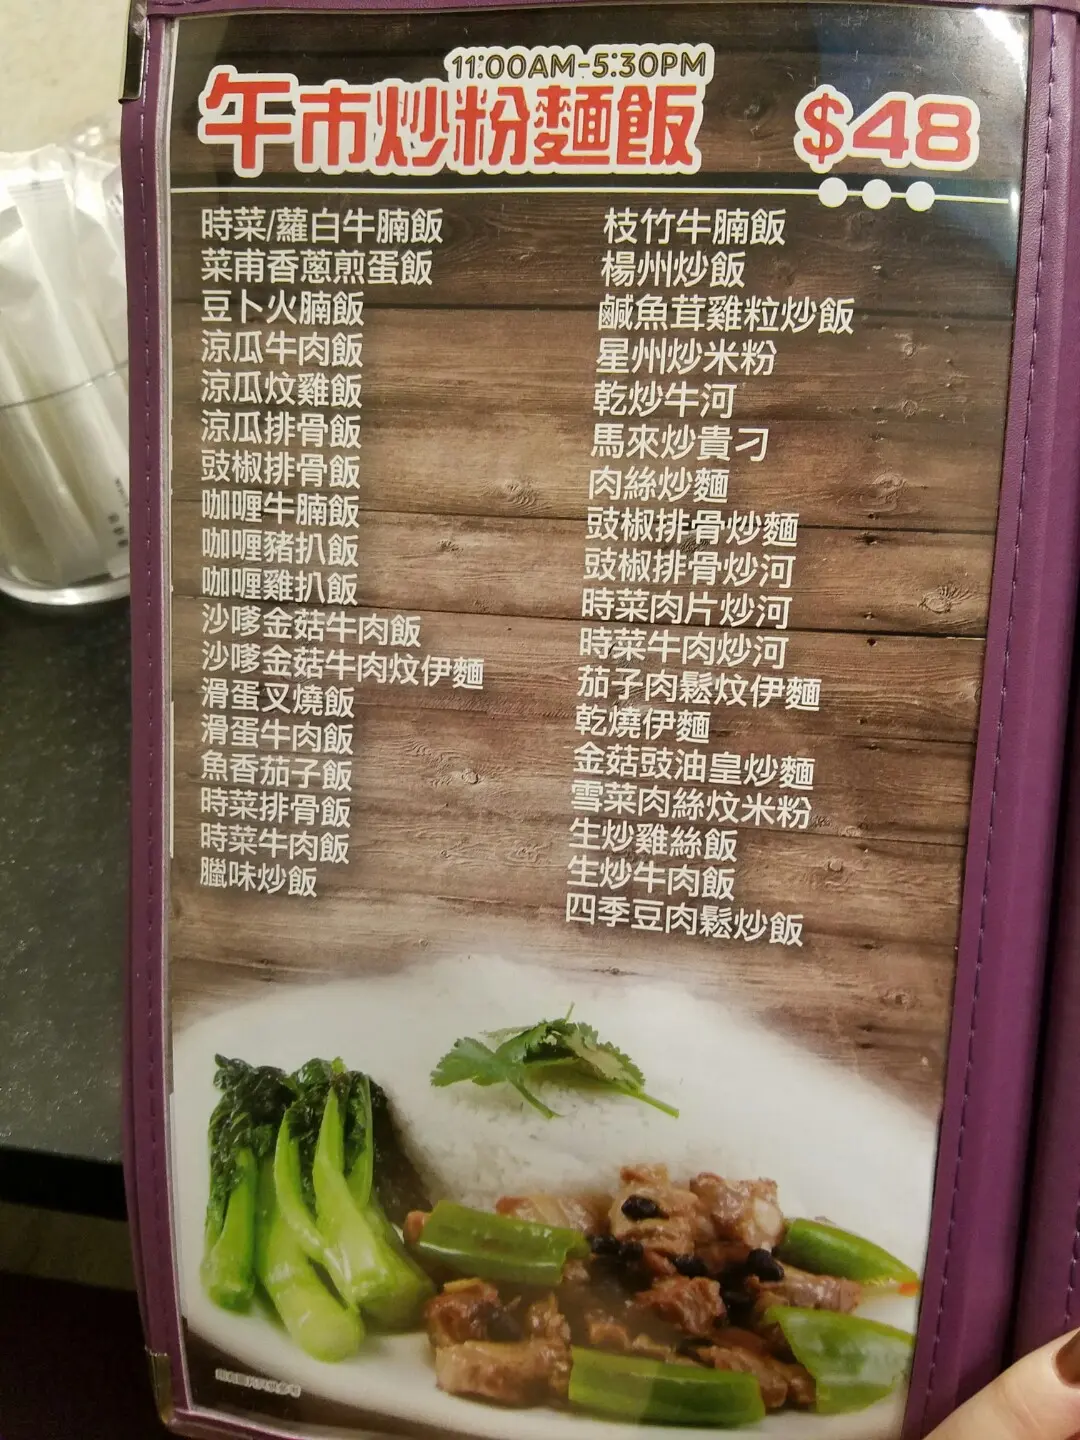 11:00AM-5:30PM
午市炒粉麵飯 $48
時菜/蘿白牛腩飯
菜甫香蔥煎蛋飯
豆卜火腩飯
涼瓜牛肉飯
涼瓜炆雞飯
涼瓜排骨飯
豉椒排骨飯
咖喱牛腩飯
咖喱豬扒飯
咖喱雞扒飯
沙嗲金菇牛肉飯
沙嗲金菇牛肉炆伊麵
滑蛋叉燒飯
滑蛋牛肉飯
魚香茄子飯
時菜排骨飯
時菜牛肉飯
臘味炒飯
枝竹牛腩飯
楊州炒飯
鹹魚茸雞粒炒飯
星州炒米粉
乾炒牛河
馬來炒貴刁
肉絲炒麵
豉椒排骨炒麵
豉椒排骨炒河
時菜肉片炒河
時菜牛肉炒河
茄子肉鬆炆伊麵
乾燒伊麵
金菇豉油皇炒麵
雪菜肉絲炆米粉
生炒雞絲飯
生炒牛肉飯
四季豆肉鬆炒飯